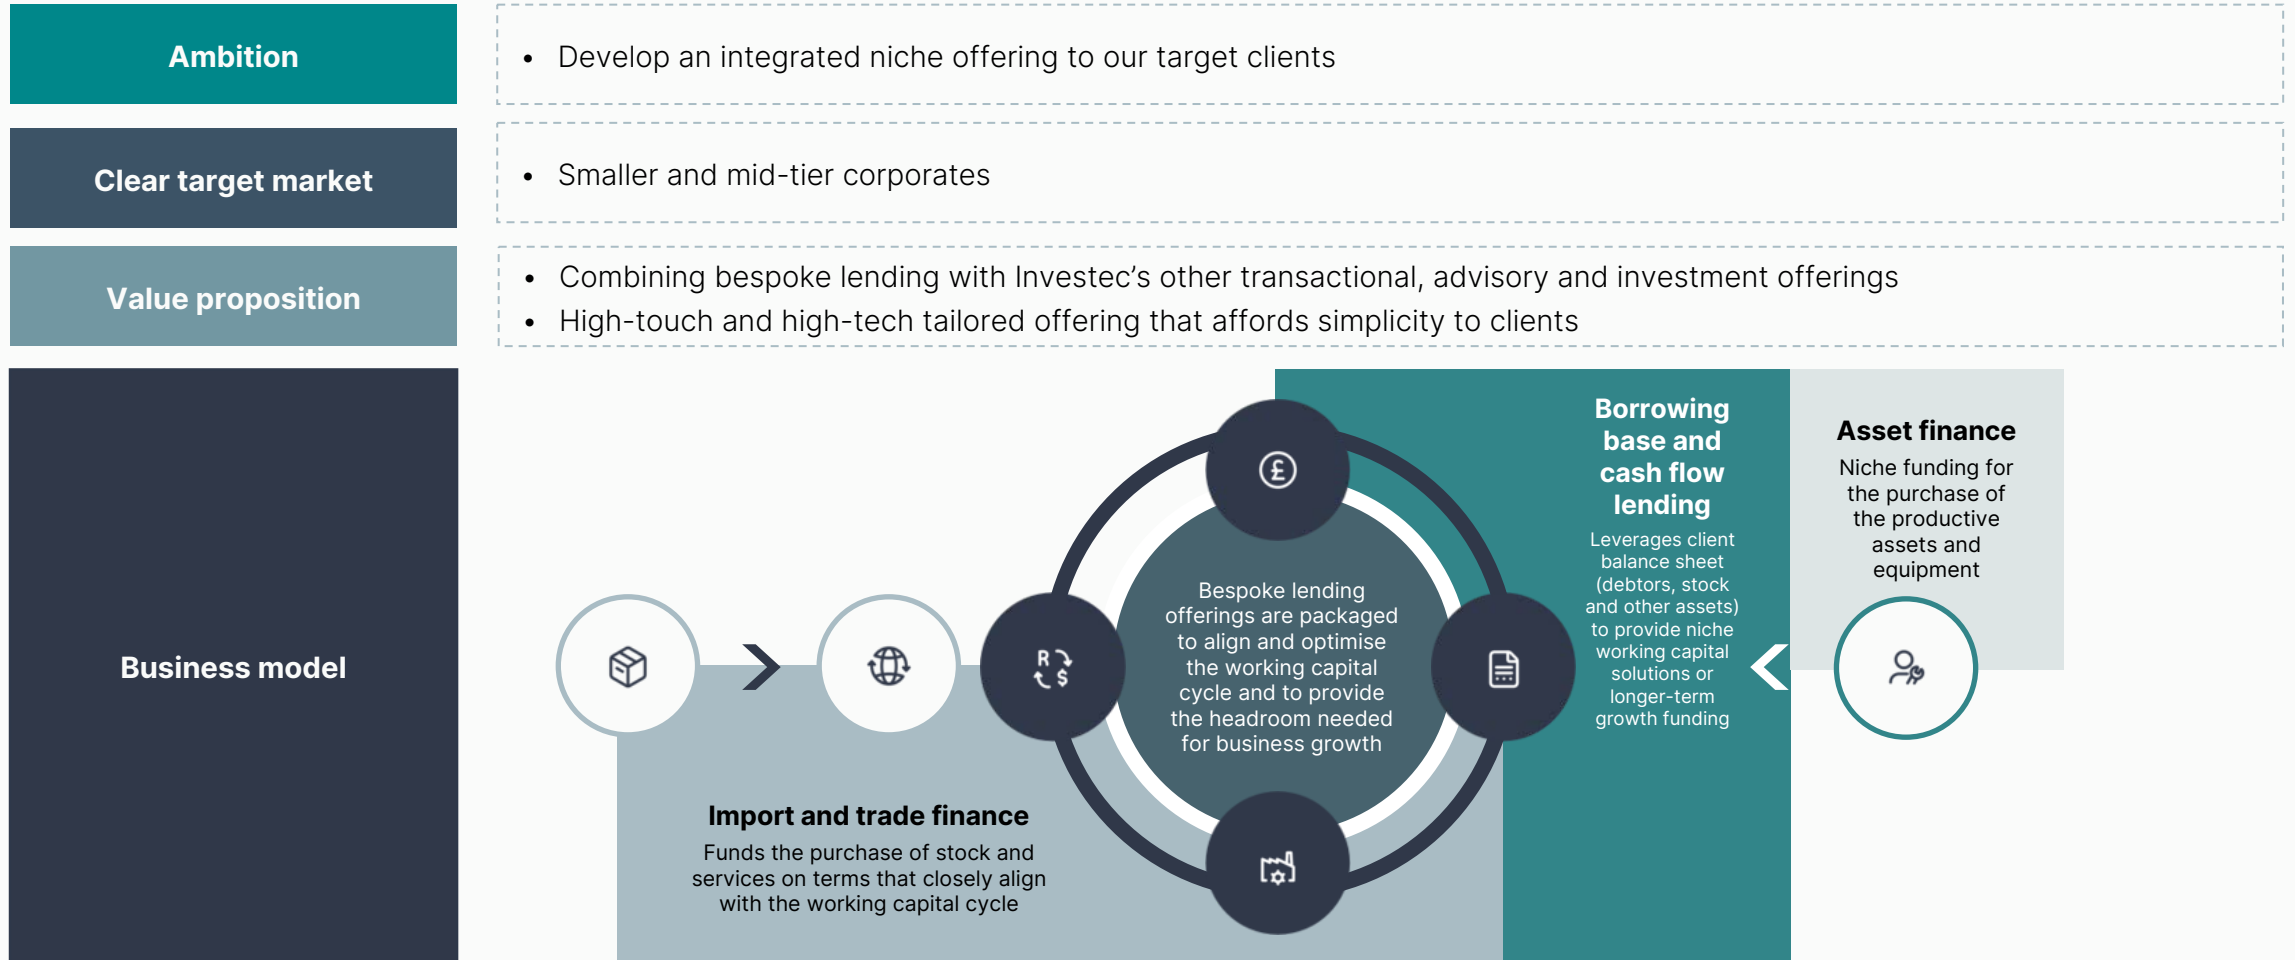 Ambition
• Develop an integrated niche offering to our target clients
Clear target market
• Smaller and mid-tier corporates
Value proposition
• Combining bespoke lending with Investec’s other transactional, advisory and investment offerings
• High-touch and high-tech tailored offering that affords simplicity to clients
Business model
£
R
$
Bespoke lending
offerings are packaged
to align and optimise
the working capital
cycle and to provide
the headroom needed
for business growth
Import and trade finance
Funds the purchase of stock and
services on terms that closely align
with the working capital cycle
Borrowing
base and
cash flow
lending
Leverages client
balance sheet
(debtors, stock
and other assets)
to provide niche
working capital
solutions or
longer-term
growth funding
Asset finance
Niche funding for
the purchase of
the productive
assets and
equipment